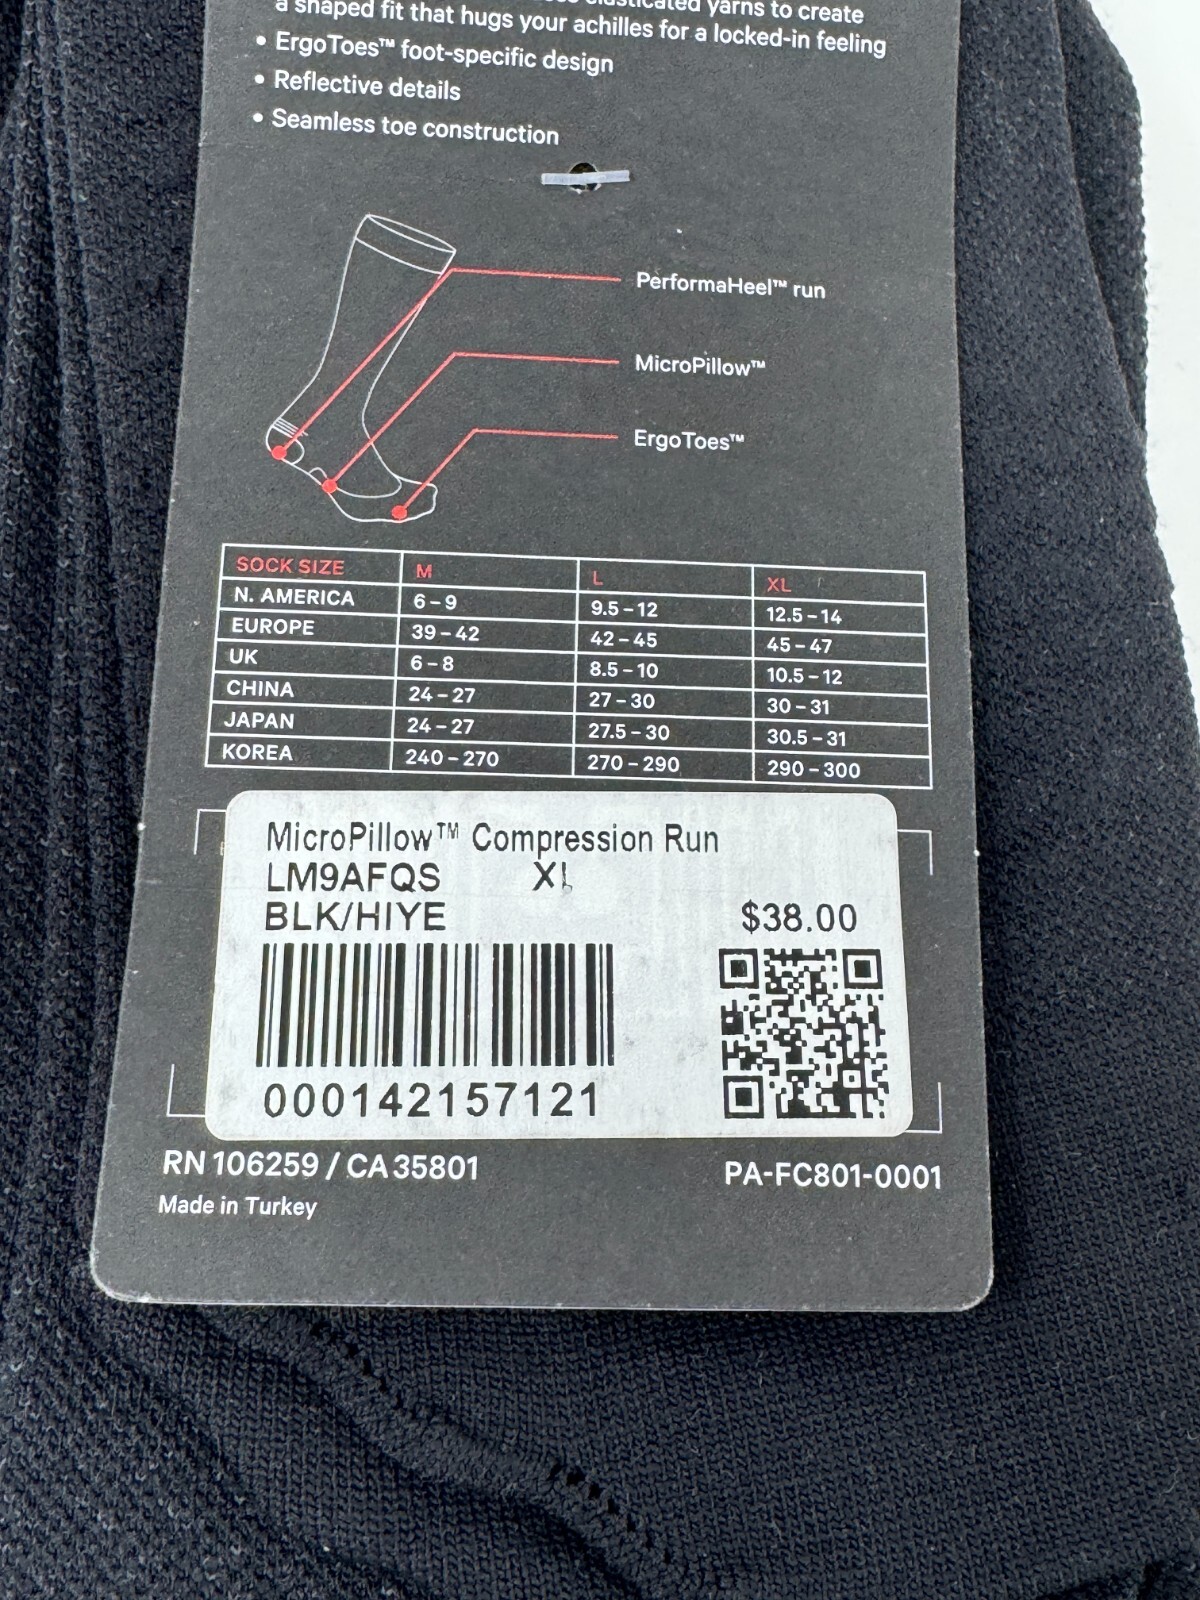 elasticated yarns to create
a shaped fit that hugs your achilles for a locked-in feeling
• ErgoToes™ foot-specific design
• Reflective details
• Seamless toe construction
PerformaHeel™ run
MicroPillow™
ErgoToes™
SOCK SIZE M L XL
N. AMERICA 6 – 9 9.5 – 12 12.5 – 14
EUROPE 39 – 42 42 – 45 45 – 47
UK 6 – 8 8.5 – 10 10.5 – 12
CHINA 24 – 27 27 – 30 30 – 31
JAPAN 24 – 27 27.5 – 30 30.5 – 31
KOREA 240 – 270 270 – 290 290 – 300
MicroPillow™ Compression Run
LM9AFQS XL
BLK/HIYE $38.00
000142157121
RN 106259 / CA 35801 PA-FC801-0001
Made in Turkey